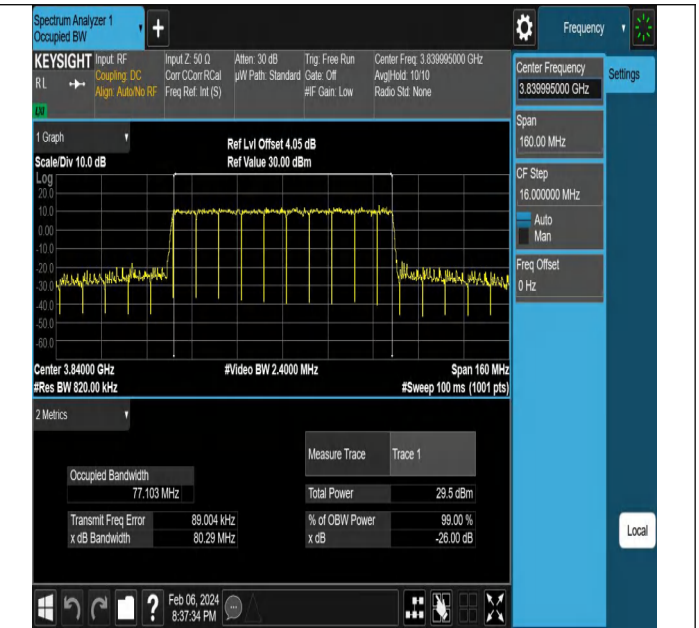 Spectrum Analyzer 1
Occupied BW
Frequency
KEYSIGHT
RL
Input: RF
Coupling: DC
Align: Auto/No RF
Input Z: 50 Ω
Corr CCorr RCal
Freq Ref: Int (S)
Atten: 30 dB
µW Path: Standard
Trig: Free Run
Gate: Off
#IF Gain: Low
Center Freq: 3.839995000 GHz
Avg|Hold: 10/10
Radio Std: None
1 Graph
Scale/Div 10.0 dB
Ref Lvl Offset 4.05 dB
Ref Value 30.00 dBm
Log
20.0
10.0
0.00
-10.0
-20.0
-30.0
-40.0
-50.0
-60.0
Center 3.84000 GHz
#Res BW 820.00 kHz
#Video BW 2.4000 MHz
Span 160 MHz
#Sweep 100 ms (1001 pts)
2 Metrics
Measure Trace
Trace 1
Occupied Bandwidth
77.103 MHz
Total Power
29.5 dBm
Transmit Freq Error
89.004 kHz
% of OBW Power
99.00 %
x dB Bandwidth
80.29 MHz
x dB
-26.00 dB
Center Frequency
3.839995000 GHz
Settings
Span
160.00 MHz
CF Step
16.000000 MHz
Auto
Man
Freq Offset
0 Hz
Local
?
Feb 06, 2024
8:37:34 PM